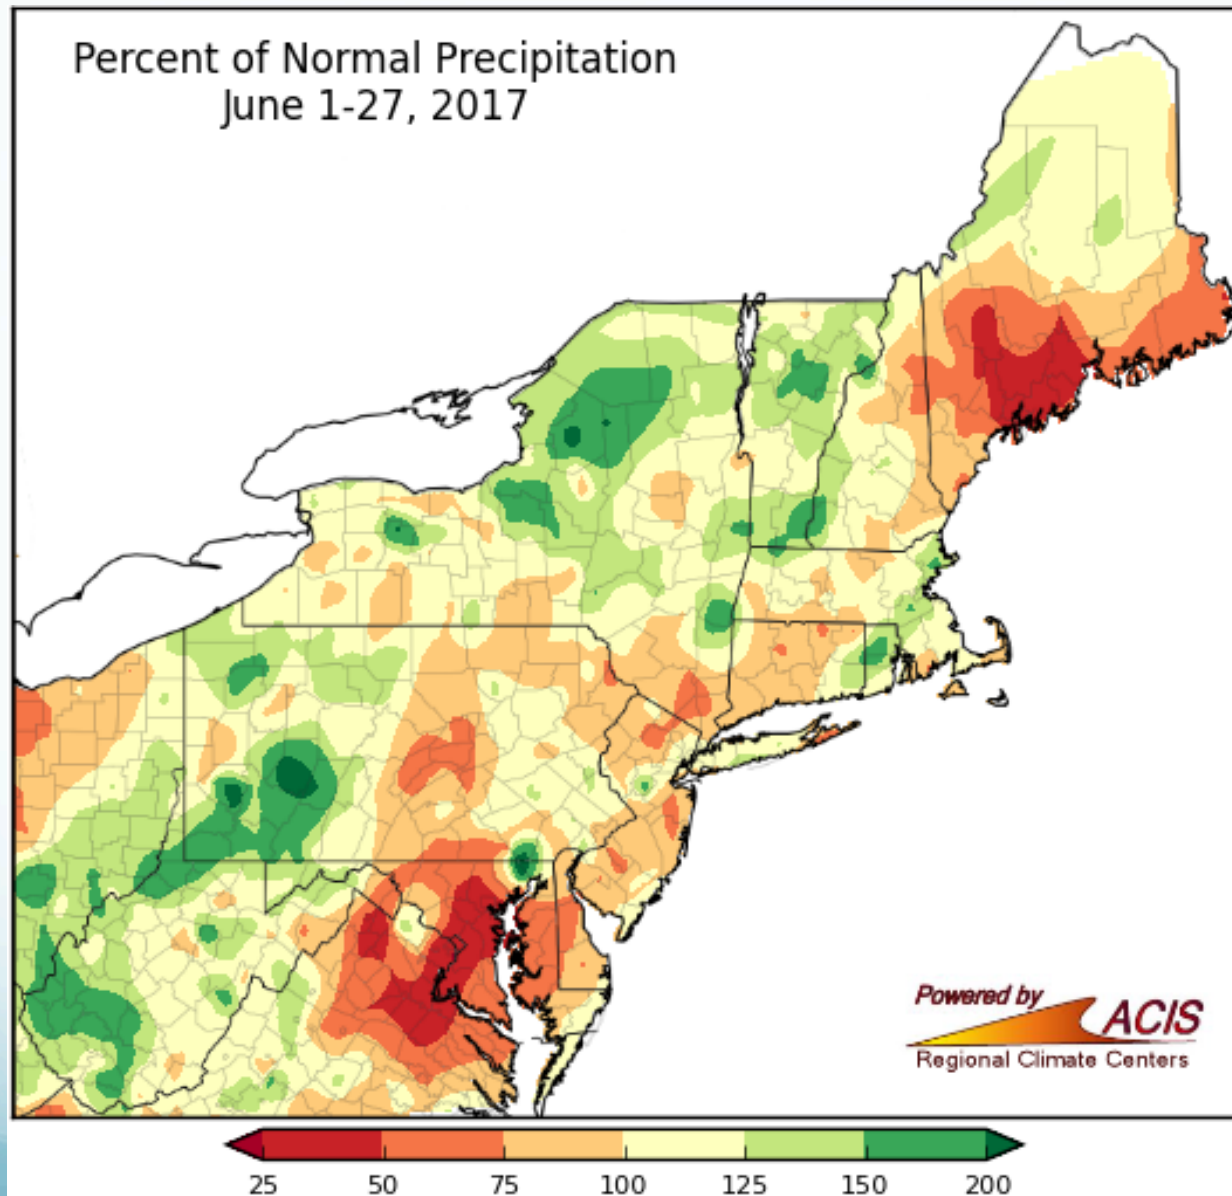 Percent of Normal Precipitation
June 1-27, 2017
Powered by
ACIS
Regional Climate Centers
25 50 75 100 125 150 200